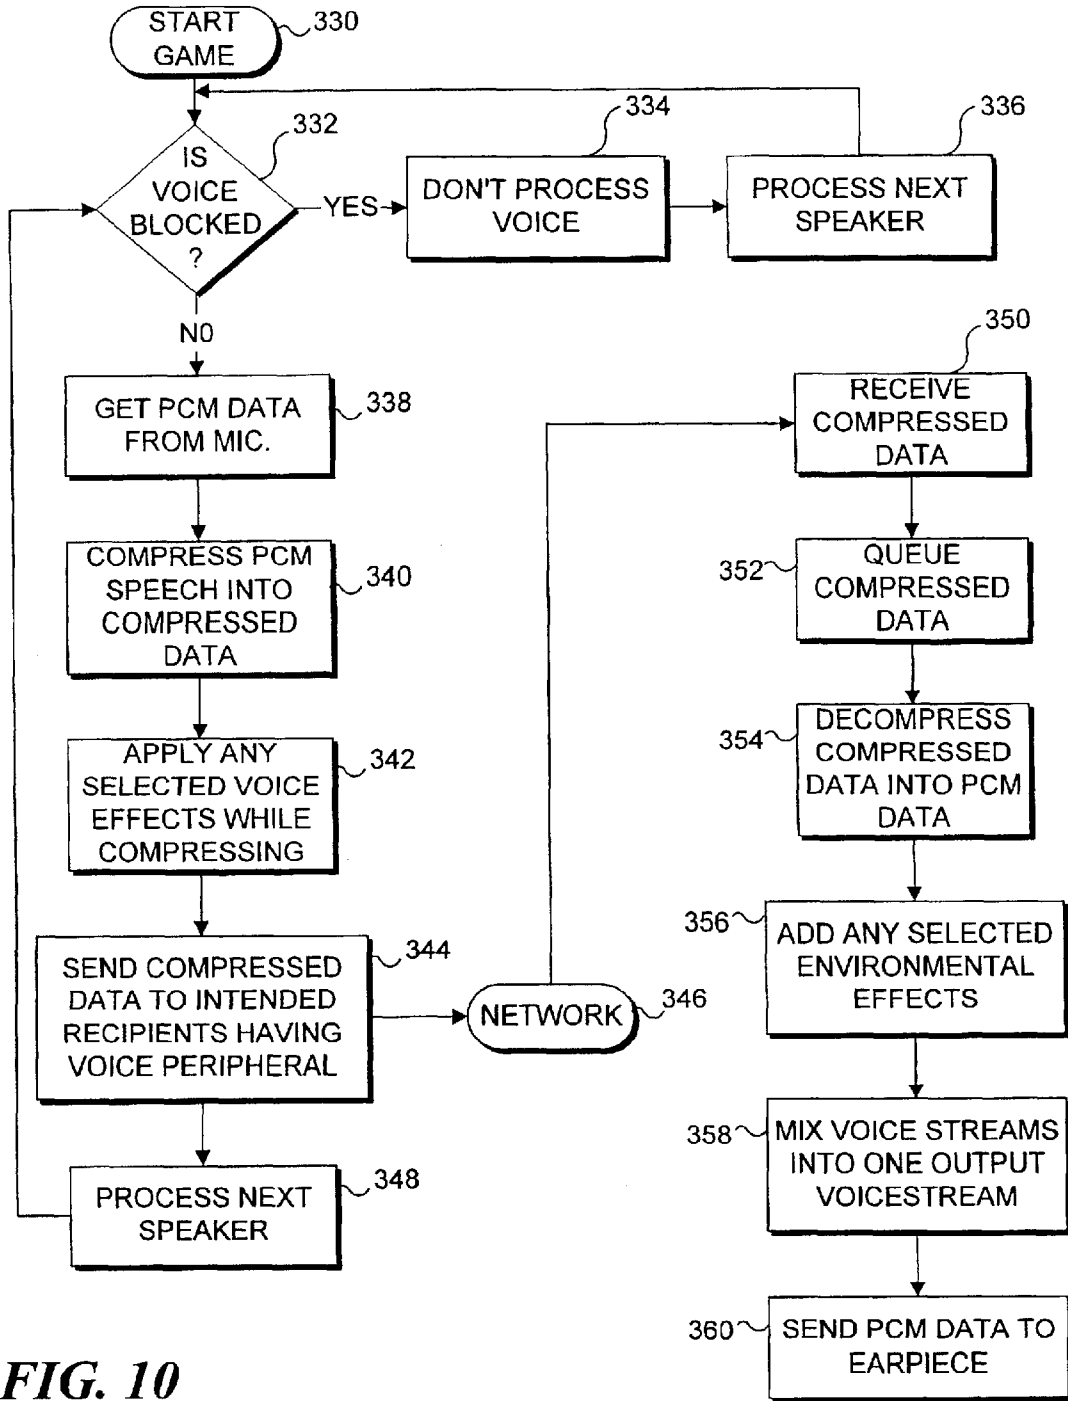 START
GAME
330
332
IS
VOICE
BLOCKED
?
YES
334
DON'T PROCESS
VOICE
336
PROCESS NEXT
SPEAKER
N0
GET PCM DATA
FROM MIC.
338
COMPRESS PCM
SPEECH INTO
COMPRESSED
DATA
340
APPLY ANY
SELECTED VOICE
EFFECTS WHILE
COMPRESSING
342
SEND COMPRESSED
DATA TO INTENDED
RECIPIENTS HAVING
VOICE PERIPHERAL
344
NETWORK
346
PROCESS NEXT
SPEAKER
348
350
RECEIVE
COMPRESSED
DATA
352
QUEUE
COMPRESSED
DATA
354
DECOMPRESS
COMPRESSED
DATA INTO PCM
DATA
356
ADD ANY SELECTED
ENVIRONMENTAL
EFFECTS
358
MIX VOICE STREAMS
INTO ONE OUTPUT
VOICESTREAM
360
SEND PCM DATA TO
EARPIECE
FIG. 10